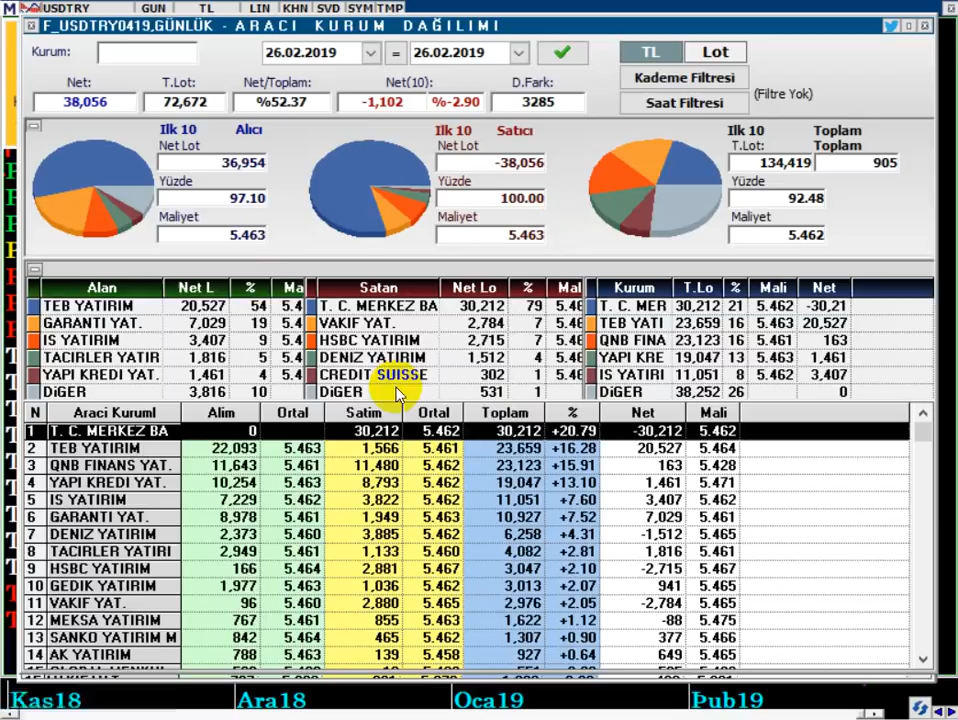 M USDTRY GUN TL LIN KHN SVD SYM TMP
F_USDTRY0419,GÜNLÜK - ARACI KURUM DAĞILIMI
Kurum: 26.02.2019 = 26.02.2019 TL Lot
Kademe Filtresi
Net: T.Lot: Net/Toplam: Net(10): D.Fark:
38,056 72,672 %52.37 -1,102 %-2.90 3285 Saat Filtresi (Filtre Yok)
Ilk 10 Alıcı Ilk 10 Satıcı Ilk 10 Toplam
Net Lot Net Lot T.Lot: Toplam
36,954 -38,056 134,419 905
Yüzde Yüzde Yüzde
97.10 100.00 92.48
Maliyet Maliyet Maliyet
5.463 5.463 5.462
Alan Net L % Ma Satan Net Lo % Mal Kurum T.Lo % Mali Net
TEB YATIRIM 20,527 54 5.4 T. C. MERKEZ BA 30,212 79 5.46 T. C. MER 30,212 21 5.462 -30,21
GARANTI YAT. 7,029 19 5.4 VAKIF YAT. 2,784 7 5.46 TEB YATI 23,659 16 5.463 20,527
IS YATIRIM 3,407 9 5.4 HSBC YATIRIM 2,715 7 5.46 QNB FINA 23,123 16 5.461 163
TACIRLER YATIR 1,816 5 5.4 DENIZ YATIRIM 1,512 4 5.46 YAPI KRE 19,047 13 5.463 1,461
YAPI KREDI YAT. 1,461 4 5.4 CREDIT SUISSE 302 1 5.46 IS YATIRI 11,051 8 5.462 3,407
DiGER 3,816 10 DiGER 531 1 DiGER 38,252 26 0
N Araci Kuruml Alim Ortal Satim Ortal Toplam % Net Mali
1 T. C. MERKEZ BA 0 30,212 5.462 30,212 +20.79 -30,212 5.462
2 TEB YATIRIM 22,093 5.463 1,566 5.461 23,659 +16.28 20,527 5.464
3 QNB FINANS YAT. 11,643 5.461 11,480 5.462 23,123 +15.91 163 5.428
4 YAPI KREDI YAT. 10,254 5.463 8,793 5.462 19,047 +13.10 1,461 5.471
5 IS YATIRIM 7,229 5.462 3,822 5.462 11,051 +7.60 3,407 5.462
6 GARANTI YAT. 8,978 5.463 1,949 5.463 10,927 +7.52 7,029 5.463
7 DENIZ YATIRIM 2,373 5.460 3,885 5.462 6,258 +4.31 -1,512 5.465
8 TACIRLER YATIRI 2,949 5.461 1,133 5.460 4,082 +2.81 1,816 5.461
9 HSBC YATIRIM 166 5.464 2,881 5.467 3,047 +2.10 -2,715 5.467
10 GEDIK YATIRIM 1,977 5.463 1,036 5.462 3,013 +2.07 941 5.465
11 VAKIF YAT. 96 5.460 2,880 5.465 2,976 +2.05 -2,784 5.465
12 MEKSA YATIRIM 767 5.461 855 5.463 1,622 +1.12 -88 5.475
13 SANKO YATIRIM M 842 5.464 465 5.462 1,307 +0.90 377 5.466
14 AK YATIRIM 788 5.463 139 5.458 927 +0.64 649 5.465
Kas18 Ara18 Oca19 Þub19